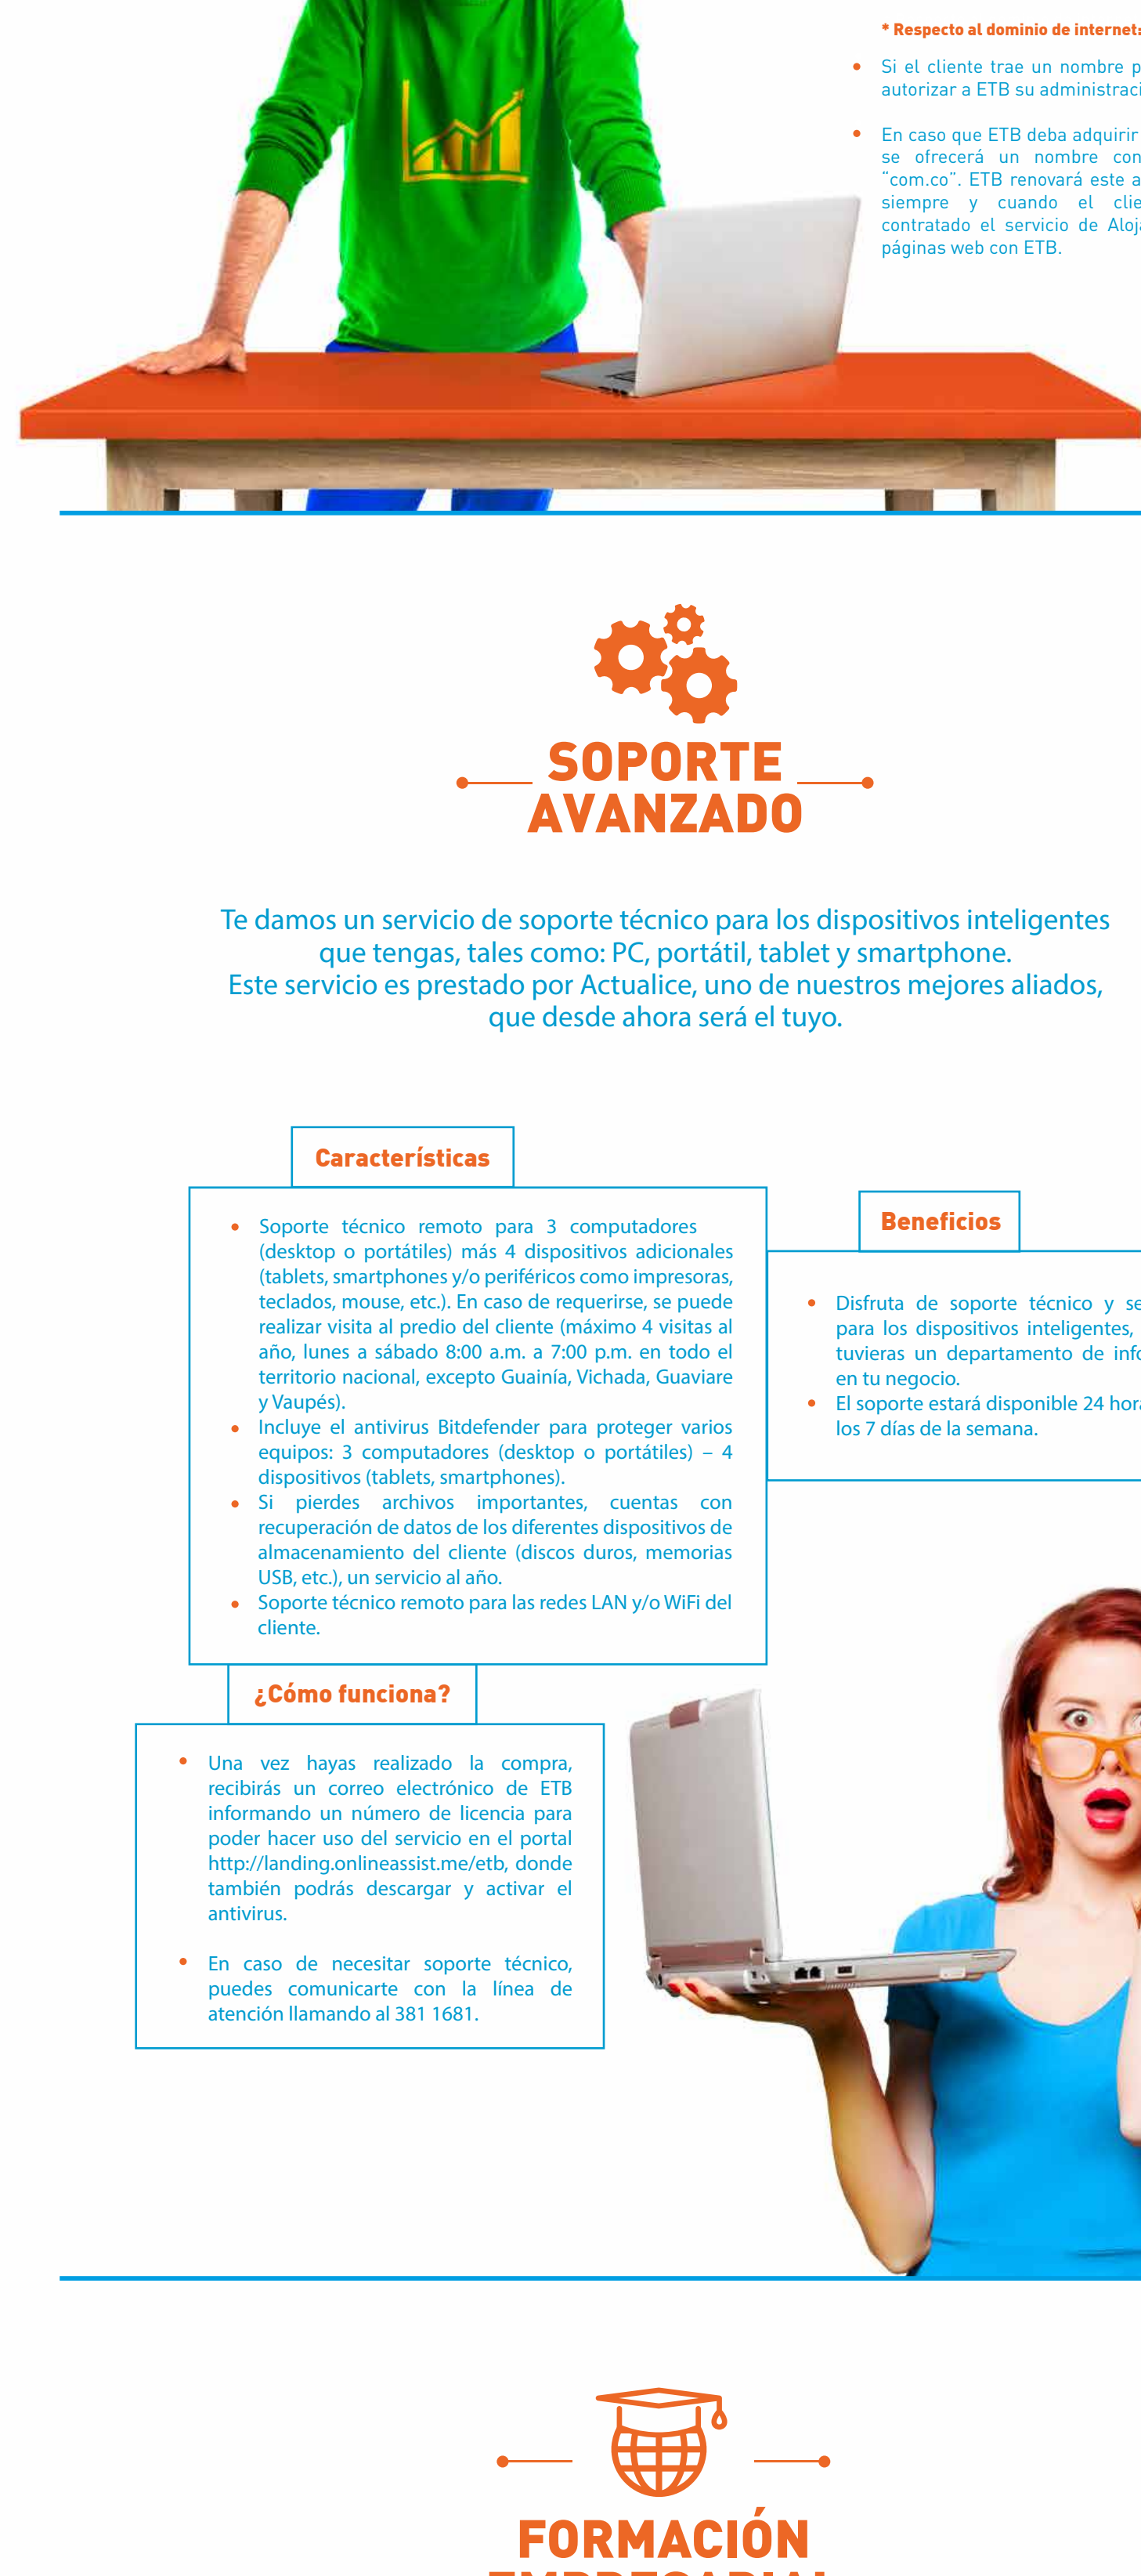 * Respecto al dominio de internet:
Si el cliente trae un nombre
autorizar a ETB su
En caso que ETB deba adquirir
se ofrecerá un nombre
"com.co". ETB renovará este
siempre y cuando el
contratado el servicio de
páginas web con ETB.
SOPORTE
AVANZADO
Te damos un servicio de soporte técnico para los dispositivos inteligentes
que tengas, tales como: PC, portátil, tablet y smartphone.
Este servicio es prestado por Actualice, uno de nuestros mejores aliados,
que desde ahora será el tuyo.
Características
Soporte técnico remoto para 3 computadores
(desktop o portátiles) más 4 dispositivos adicionales
(tablets, smartphones y/o periféricos como impresoras,
teclados, mouse, etc.). En caso de requerirse, se puede
realizar visita al predio del cliente (máximo 4 visitas al
año, lunes a sábado 8:00 a.m. a 7:00 p.m. en todo el
territorio nacional, excepto Guainía, Vichada, Guaviare
y Vaupés).
Incluye el antivirus Bitdefender para proteger varios
equipos: 3 computadores (desktop o portátiles) – 4
dispositivos (tablets, smartphones).
Si pierdes archivos importantes, cuentas con
recuperación de datos de los diferentes dispositivos de
almacenamiento del cliente (discos duros, memorias
USB, etc.), un servicio al año.
Soporte técnico remoto para las redes LAN y/o WiFi del
cliente.
Beneficios
Disfruta de soporte técnico y
para los dispositivos inteligentes,
tuvieras un departamento de
en tu negocio.
El soporte estará disponible 24
los 7 días de la semana.
¿Cómo funciona?
Una vez hayas realizado la compra,
recibirás un correo electrónico de ETB
informando un número de licencia para
poder hacer uso del servicio en el portal
http://landing.onlineassist.me/etb, donde
también podrás descargar y activar el
antivirus.
En caso de necesitar soporte técnico,
puedes comunicarte con la línea de
atención llamando al 381 1681.
FORMACIÓN